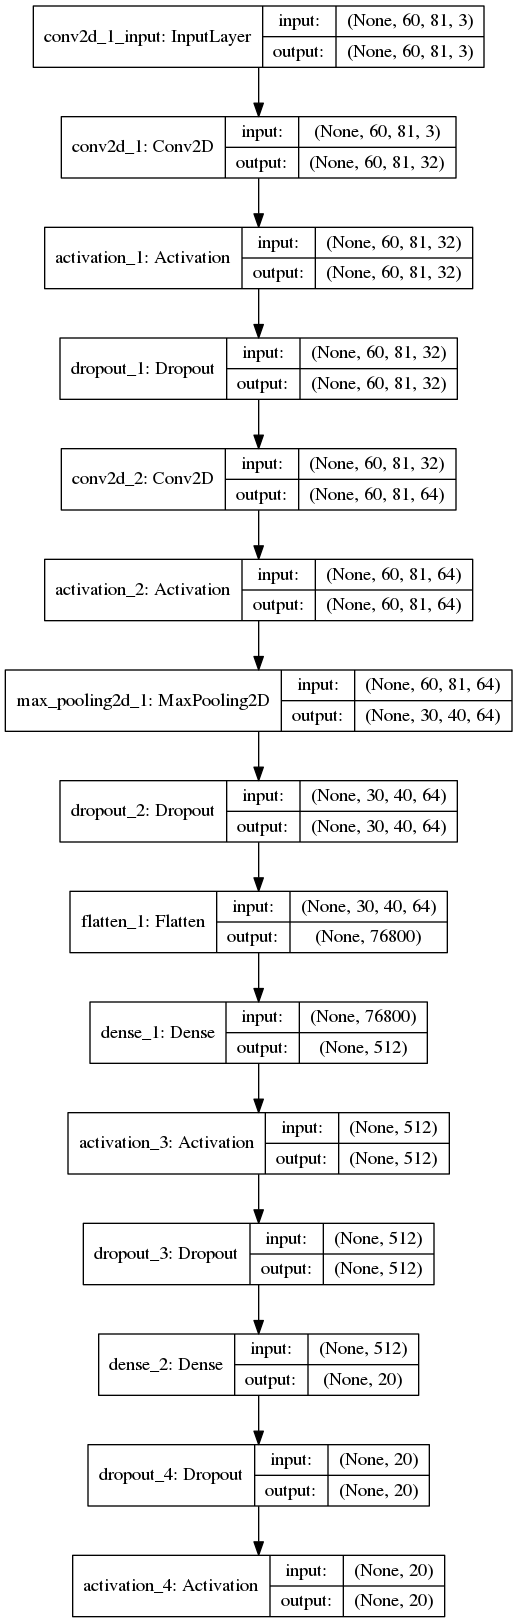 conv2d_1_input: InputLayer
input: (None, 60, 81, 3)
output: (None, 60, 81, 3)
conv2d_1: Conv2D
input: (None, 60, 81, 3)
output: (None, 60, 81, 32)
activation_1: Activation
input: (None, 60, 81, 32)
output: (None, 60, 81, 32)
dropout_1: Dropout
input: (None, 60, 81, 32)
output: (None, 60, 81, 32)
conv2d_2: Conv2D
input: (None, 60, 81, 32)
output: (None, 60, 81, 64)
activation_2: Activation
input: (None, 60, 81, 64)
output: (None, 60, 81, 64)
max_pooling2d_1: MaxPooling2D
input: (None, 60, 81, 64)
output: (None, 30, 40, 64)
dropout_2: Dropout
input: (None, 30, 40, 64)
output: (None, 30, 40, 64)
flatten_1: Flatten
input: (None, 30, 40, 64)
output: (None, 76800)
dense_1: Dense
input: (None, 76800)
output: (None, 512)
activation_3: Activation
input: (None, 512)
output: (None, 512)
dropout_3: Dropout
input: (None, 512)
output: (None, 512)
dense_2: Dense
input: (None, 512)
output: (None, 20)
dropout_4: Dropout
input: (None, 20)
output: (None, 20)
activation_4: Activation
input: (None, 20)
output: (None, 20)